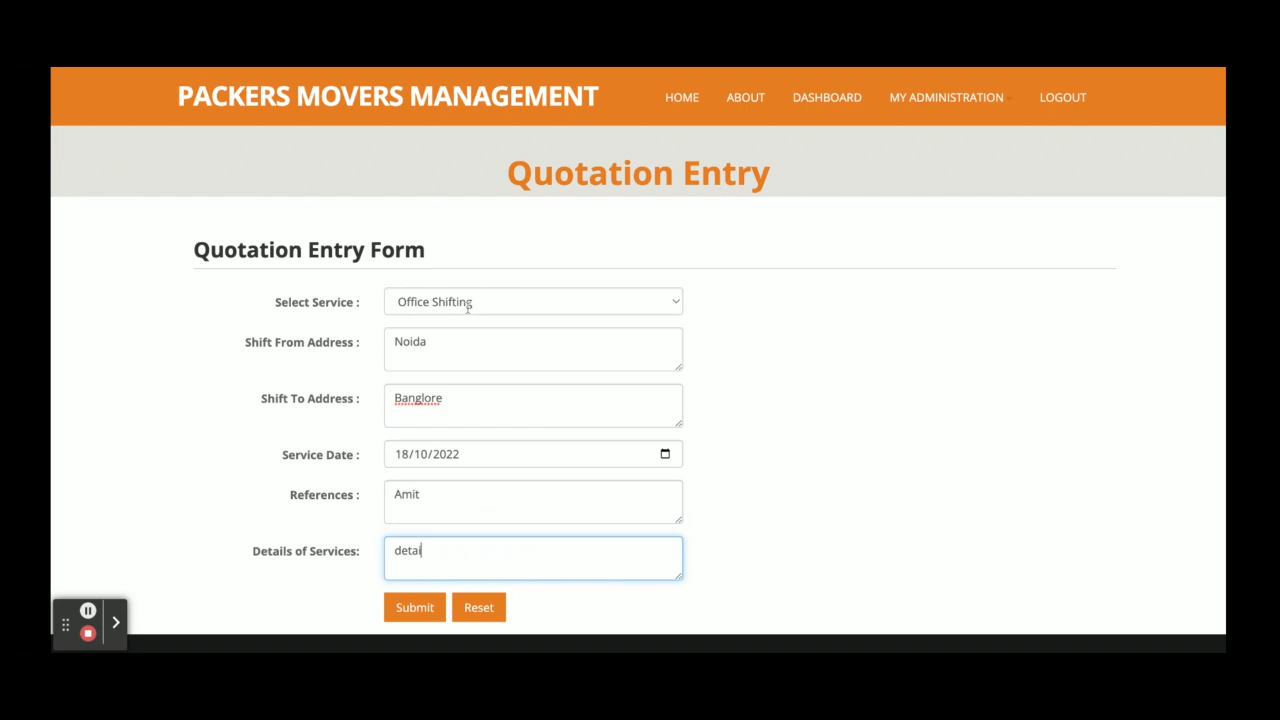 PACKERS MOVERS MANAGEMENT HOME ABOUT DASHBOARD MY ADMINISTRATION LOGOUT
Quotation Entry
Quotation Entry Form
Select Service : Office Shifting
Shift From Address : Noida
Shift To Address : Banglore
Service Date : 18/10/2022
References : Amit
Details of Services: detai
Submit Reset